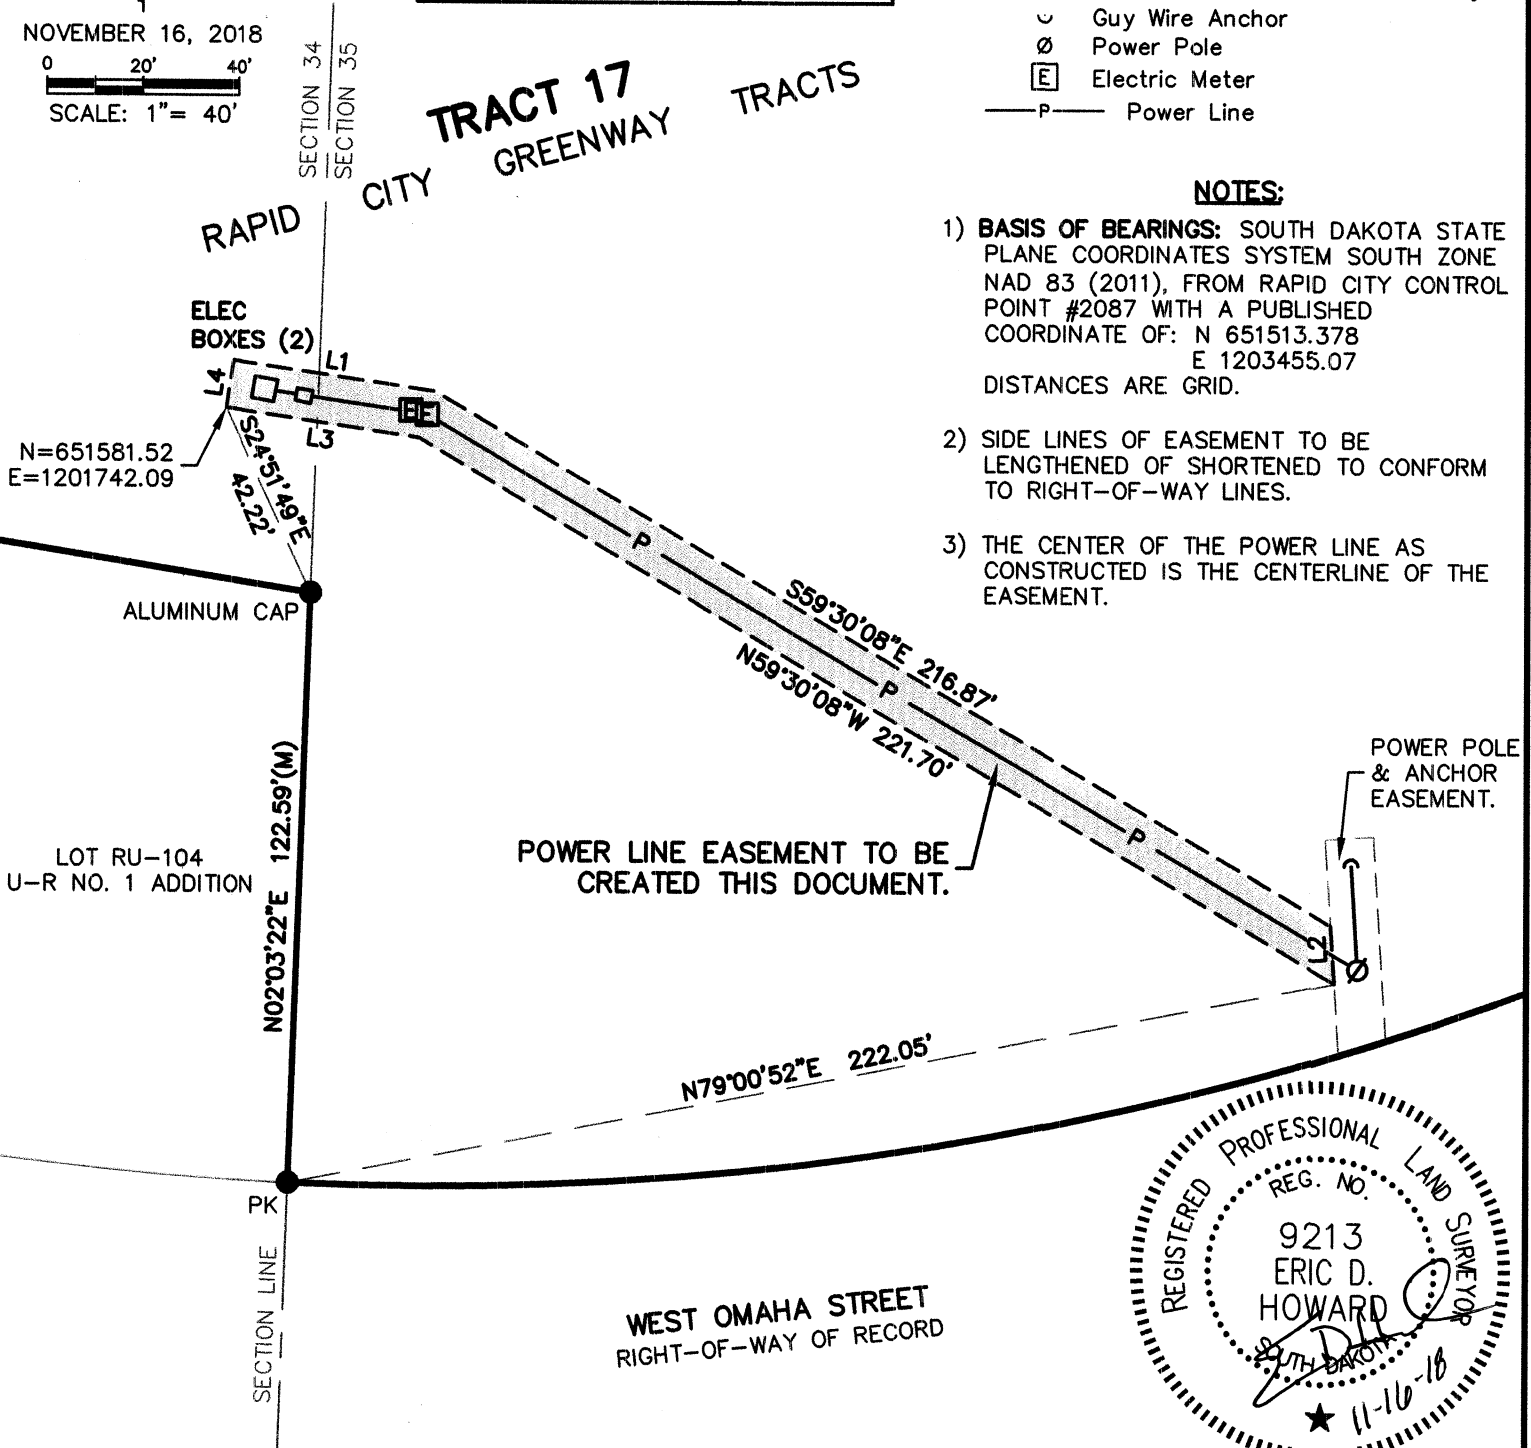 NOVEMBER 16, 2018
0 20' 40'
SCALE: 1"= 40'
SECTION 34
SECTION 35
TRACT 17
RAPID CITY GREENWAY TRACTS
Guy Wire Anchor
Power Pole
E Electric Meter
P Power Line
NOTES:
1) BASIS OF BEARINGS: SOUTH DAKOTA STATE
PLANE COORDINATES SYSTEM SOUTH ZONE
NAD 83 (2011), FROM RAPID CITY CONTROL
POINT #2087 WITH A PUBLISHED
COORDINATE OF: N 651513.378
E 1203455.07
DISTANCES ARE GRID.
2) SIDE LINES OF EASEMENT TO BE
LENGTHENED OF SHORTENED TO CONFORM
TO RIGHT-OF-WAY LINES.
3) THE CENTER OF THE POWER LINE AS
CONSTRUCTED IS THE CENTERLINE OF THE
EASEMENT.
ELEC
BOXES (2)
L1
L4
L3
E E
N=651581.52
E=1201742.09
S24°51'49"E
42.22'
ALUMINUM CAP
P
S59°30'08"E 216.87'
N59°30'08"W 221.70'
P
P
L2
POWER POLE
& ANCHOR
EASEMENT.
POWER LINE EASEMENT TO BE
CREATED THIS DOCUMENT.
N02°03'22"E 122.59'(M)
LOT RU-104
U-R NO. 1 ADDITION
N79°00'52"E 222.05'
PK
SECTION LINE
WEST OMAHA STREET
RIGHT-OF-WAY OF RECORD
REGISTERED PROFESSIONAL LAND SURVEYOR
REG. NO.
9213
ERIC D.
HOWARD
SOUTH DAKOTA
11-16-18